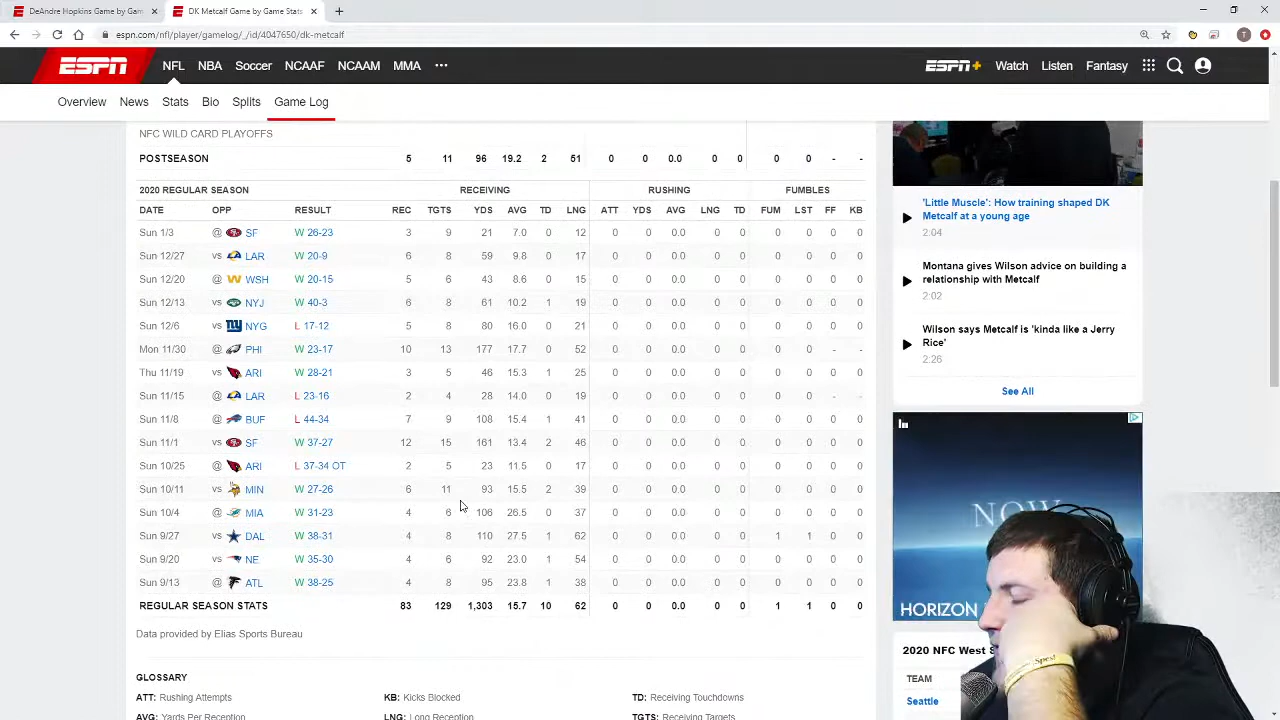 DeAndre Hopkins Game by Gam
DK Metcalf Game by Game Stats
espn.com/nfl/player/gamelog/_/id/4047650/dk-metcalf
T
ESPN NFL NBA Soccer NCAAF NCAAM MMA ESPN+ Watch Listen Fantasy
Overview News Stats Bio Splits Game Log
NFC WILD CARD PLAYOFFS
POSTSEASON 5 11 96 19.2 2 51 0 0 0.0 0 0 0 0 - -
2020 REGULAR SEASON RECEIVING RUSHING FUMBLES
DATE OPP RESULT REC TGTS YDS AVG TD LNG ATT YDS AVG LNG TD FUM LST FF KB
Sun 1/3 @ SF W 26-23 3 9 21 7.0 0 12 0 0 0.0 0 0 0 0 0 0
Sun 12/27 vs LAR W 20-9 6 8 59 9.8 0 17 0 0 0.0 0 0 0 0 0 0
Sun 12/20 @ WSH W 20-15 5 6 43 8.6 0 15 0 0 0.0 0 0 0 0 0 0
Sun 12/13 vs NYJ W 40-3 6 8 61 10.2 1 19 0 0 0.0 0 0 0 0 0 0
Sun 12/6 vs NYG L 17-12 5 8 80 16.0 0 21 0 0 0.0 0 0 0 0 0 0
Mon 11/30 @ PHI W 23-17 10 13 177 17.7 0 52 0 0 0.0 0 0 0 0 - -
Thu 11/19 vs ARI W 28-21 3 5 46 15.3 1 25 0 0 0.0 0 0 0 0 0 0
Sun 11/15 @ LAR L 23-16 2 4 28 14.0 0 19 0 0 0.0 0 0 0 0 - -
Sun 11/8 @ BUF L 44-34 7 9 108 15.4 1 41 0 0 0.0 0 0 0 0 0 0
Sun 11/1 vs SF W 37-27 12 15 161 13.4 2 46 0 0 0.0 0 0 0 0 0 0
Sun 10/25 @ ARI L 37-34 OT 2 5 23 11.5 0 17 0 0 0.0 0 0 0 0 0 0
Sun 10/11 vs MIN W 27-26 6 11 93 15.5 2 39 0 0 0.0 0 0 0 0 0 0
Sun 10/4 @ MIA W 31-23 4 6 106 26.5 0 37 0 0 0.0 0 0 0 0 0 0
Sun 9/27 vs DAL W 38-31 4 8 110 27.5 1 62 0 0 0.0 0 0 1 1 0 0
Sun 9/20 vs NE W 35-30 4 6 92 23.0 1 54 0 0 0.0 0 0 0 0 0 0
Sun 9/13 @ ATL W 38-25 4 8 95 23.8 1 38 0 0 0.0 0 0 0 0 0 0
REGULAR SEASON STATS 83 129 1,303 15.7 10 62 0 0 0.0 0 0 1 1 0 0
Data provided by Elias Sports Bureau
GLOSSARY
ATT: Rushing Attempts KB: Kicks Blocked TD: Receiving Touchdowns
AVG: Yards Per Reception LNG: Long Reception TGTS: Receiving Targets
'Little Muscle': How training shaped DK
Metcalf at a young age
2:04
Montana gives Wilson advice on building a
relationship with Metcalf
2:02
Wilson says Metcalf is 'kinda like a Jerry
Rice'
2:26
See All
NOW
HORIZON
2020 NFC West S
TEAM
Seattle